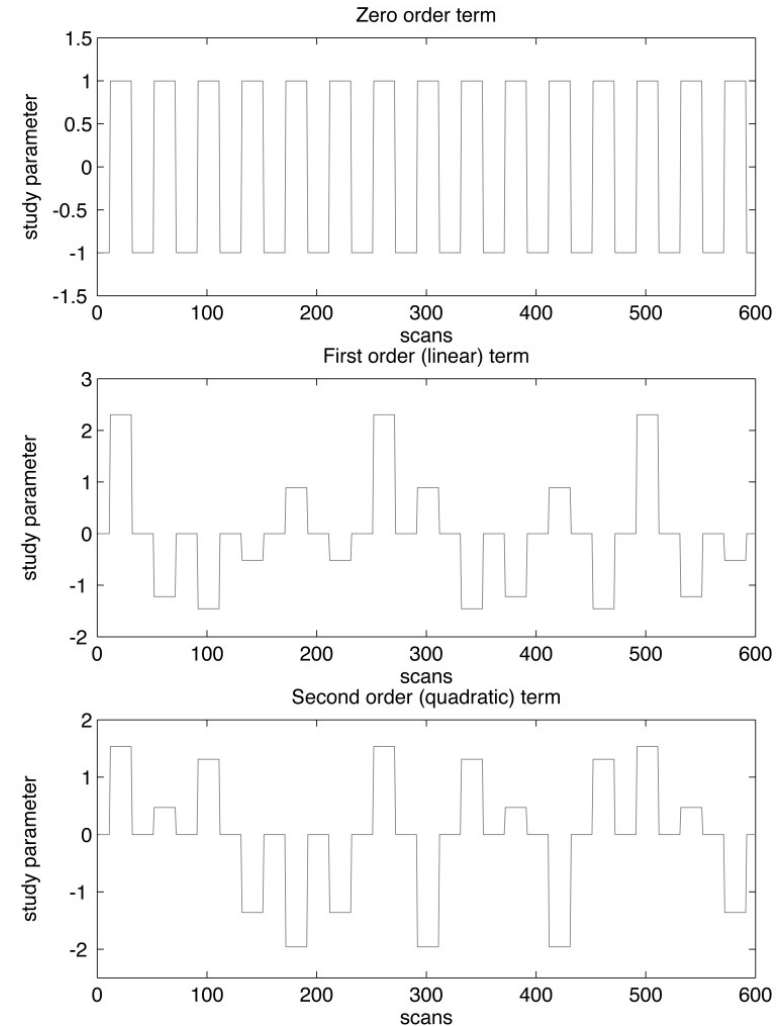 Zero order term
1.5
1
0.5
0
-0.5
-1
-1.5
study parameter
0 100 200 300 400 500 600
scans
First order (linear) term
3
2
1
0
-1
-2
study parameter
0 100 200 300 400 500 600
scans
Second order (quadratic) term
2
1
0
-1
-2
study parameter
0 100 200 300 400 500 600
scans